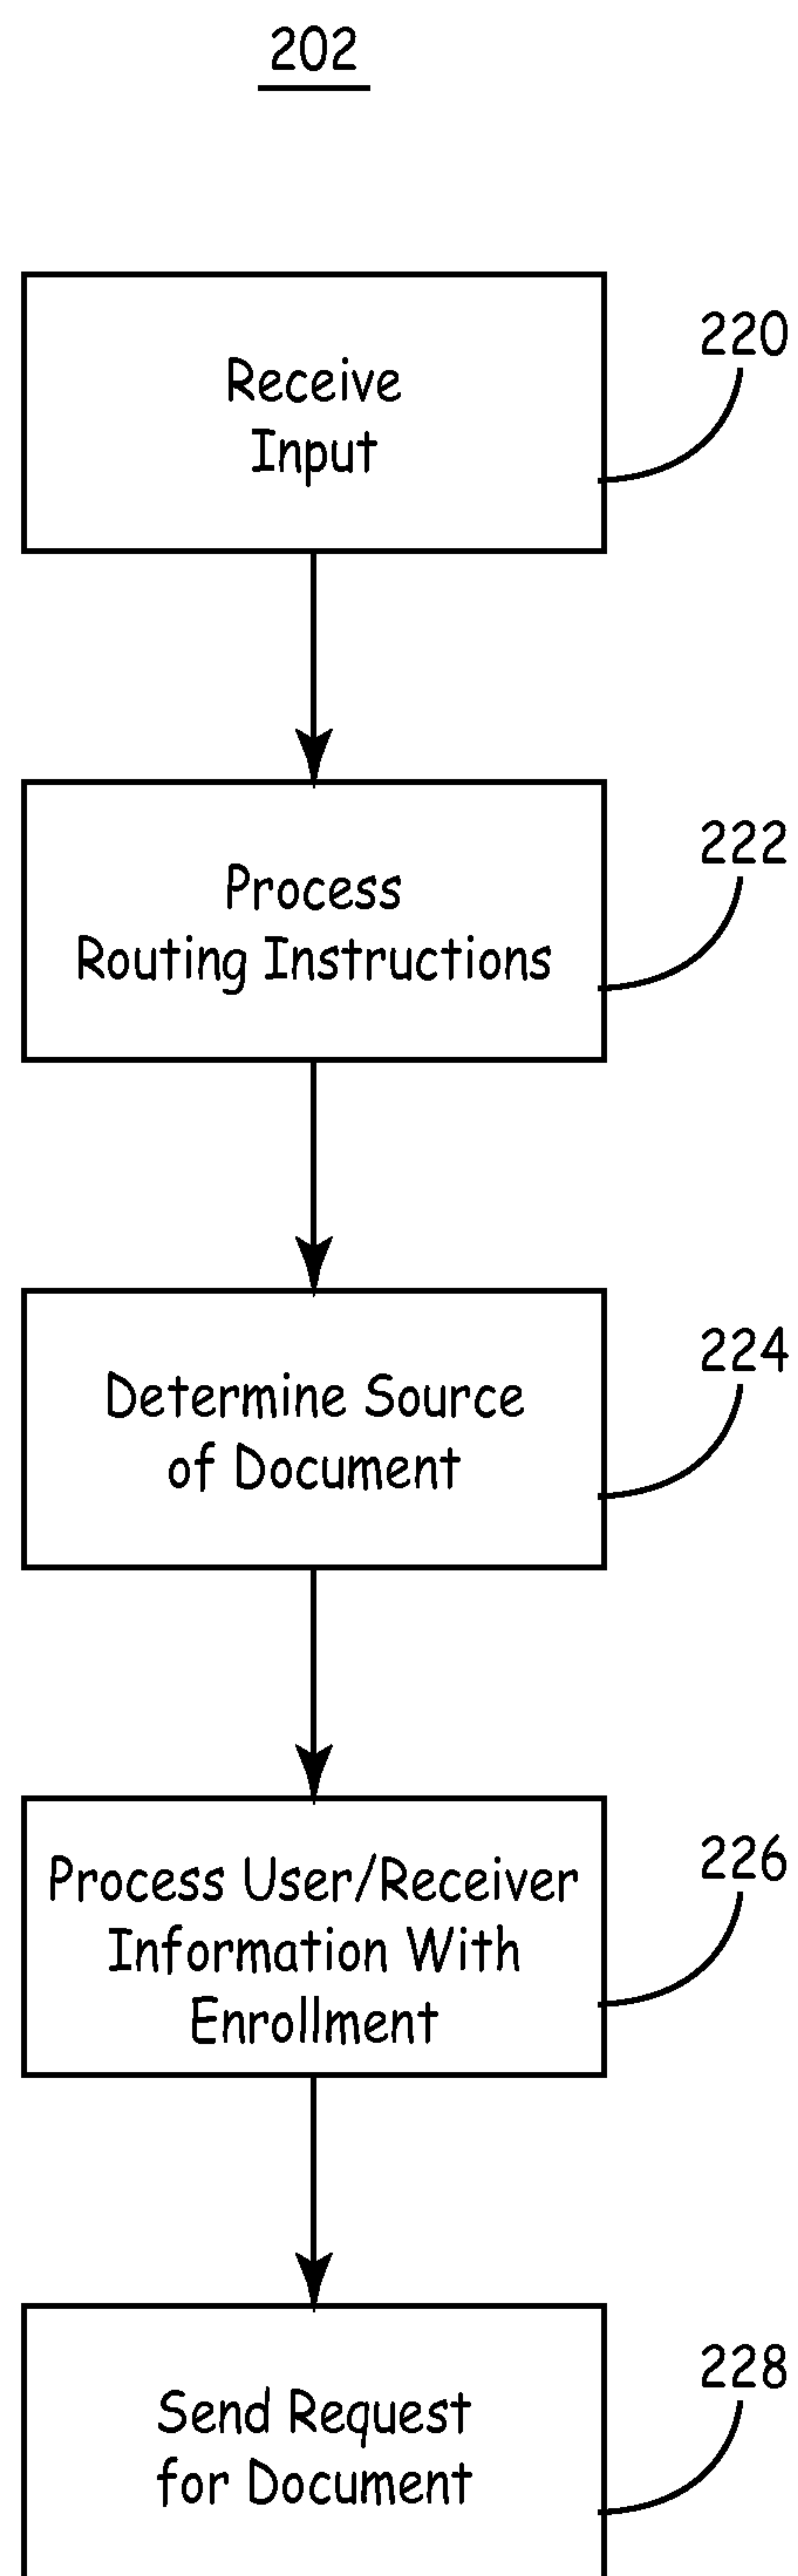 202
Receive
Input
220
Process
Routing Instructions
222
Determine Source
of Document
224
Process User/Receiver
Information With
Enrollment
226
Send Request
for Document
228